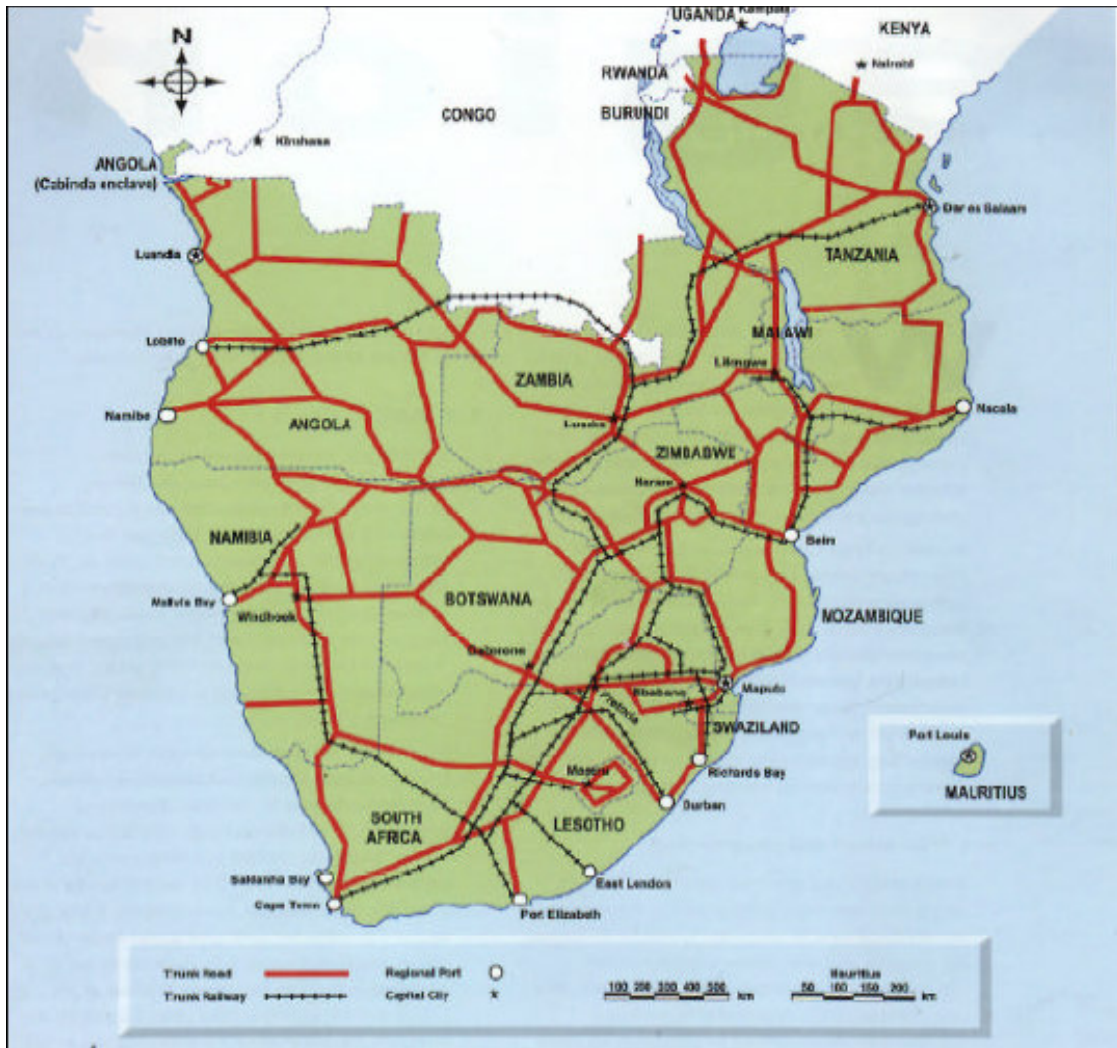 UGANDA
Kampala
KENYA
N
Nairobi
RWANDA
CONGO
BURUNDI
Kinshasa
ANGOLA
(Cabinda enclave)
Dar es Salaam
Luandla
TANZANIA
MALAWI
Lobito
Lilongwe
ZAMBIA
Nacala
Namibe
ANGOLA
Lusaka
ZIMBABWE
Harare
NAMIBIA
Beira
Walvis Bay
BOTSWANA
Windhoek
MOZAMBIQUE
Gaborone
Mbabane
Maputo
Pretoria
SWAZILAND
Port Louis
Maseru
Richards Bay
MAURITIUS
Durban
SOUTH
AFRICA
LESOTHO
Saldanha Bay
East London
Cape Town
Port Elizabeth
Trunk Road
Regional Port
Mauritius
Trunk Railway
Capital City
100 200 300 400 500
km
50 100 150 200
km